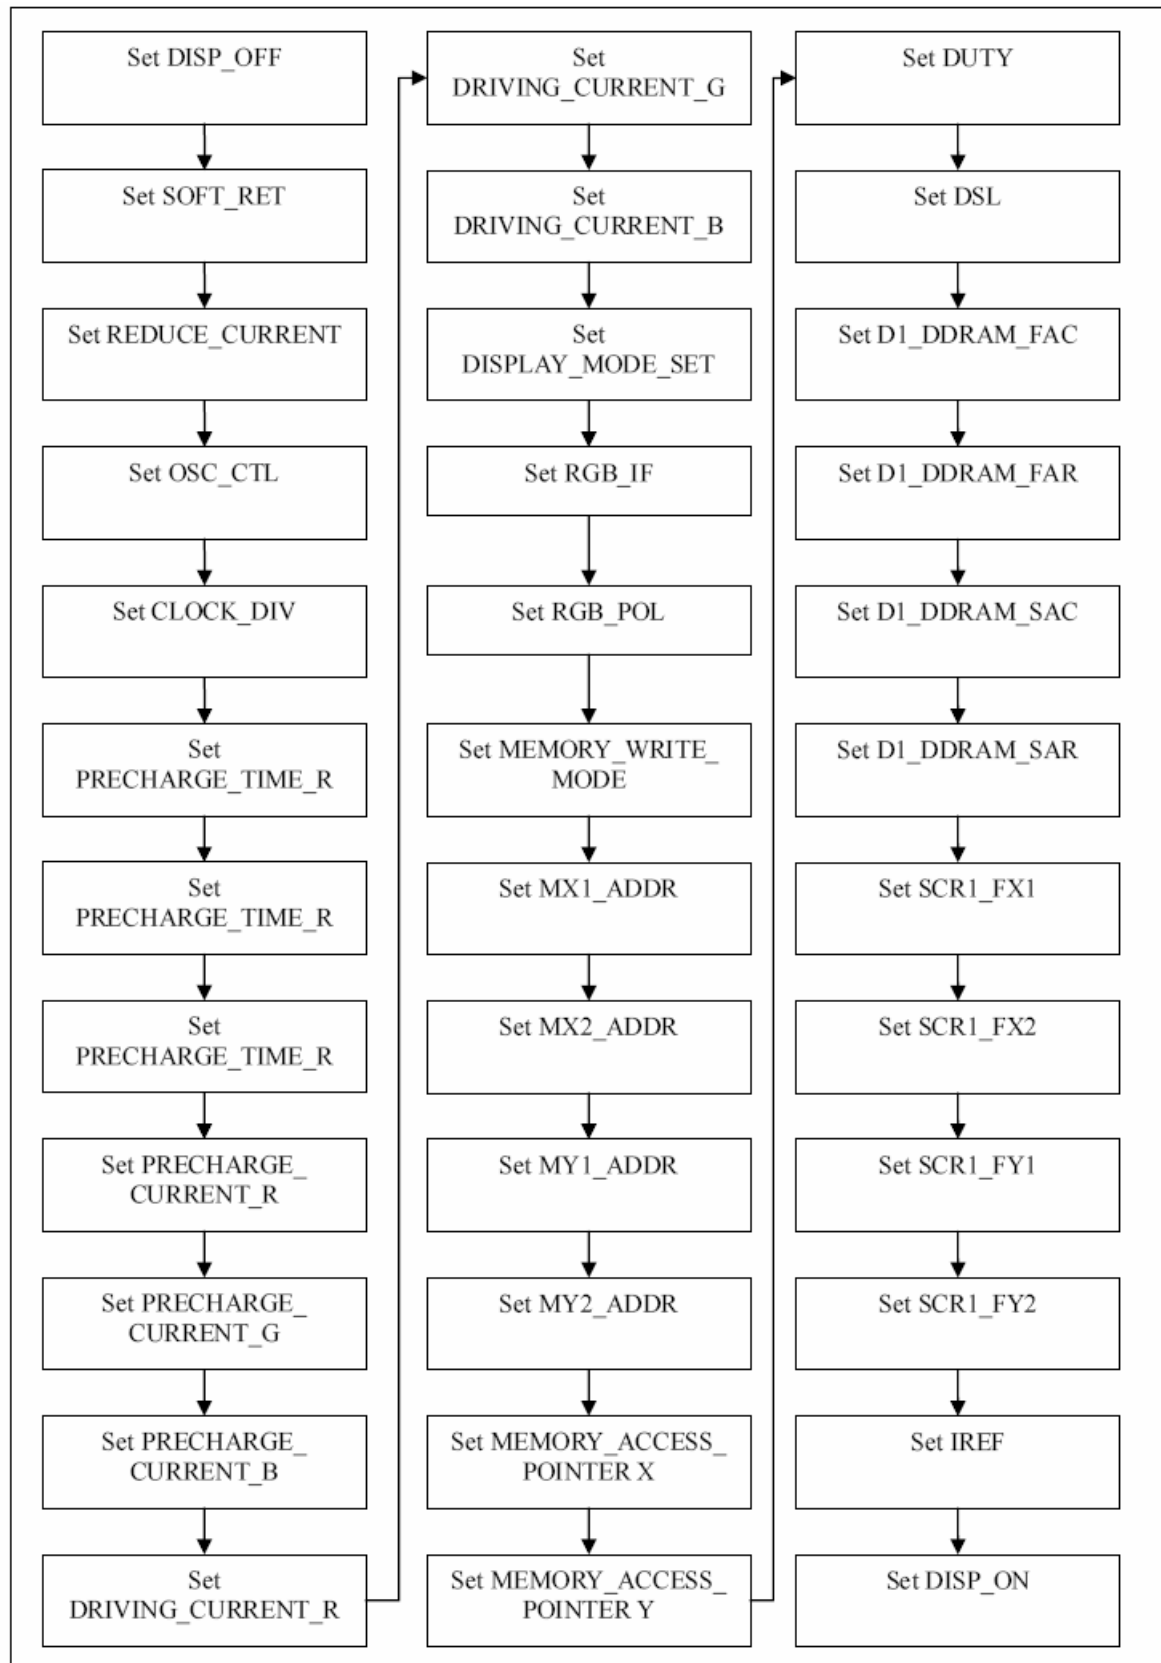 Set DISP_OFF
Set SOFT_RET
Set REDUCE_CURRENT
Set OSC_CTL
Set CLOCK_DIV
Set
PRECHARGE_TIME_R
Set
PRECHARGE_TIME_R
Set
PRECHARGE_TIME_R
Set PRECHARGE_
CURRENT_R
Set PRECHARGE_
CURRENT_G
Set PRECHARGE_
CURRENT_B
Set
DRIVING_CURRENT_R
Set
DRIVING_CURRENT_G
Set
DRIVING_CURRENT_B
Set
DISPLAY_MODE_SET
Set RGB_IF
Set RGB_POL
Set MEMORY_WRITE_
MODE
Set MX1_ADDR
Set MX2_ADDR
Set MY1_ADDR
Set MY2_ADDR
Set MEMORY_ACCESS_
POINTER X
Set MEMORY_ACCESS_
POINTER Y
Set DUTY
Set DSL
Set D1_DDRAM_FAC
Set D1_DDRAM_FAR
Set D1_DDRAM_SAC
Set D1_DDRAM_SAR
Set SCR1_FX1
Set SCR1_FX2
Set SCR1_FY1
Set SCR1_FY2
Set IREF
Set DISP_ON